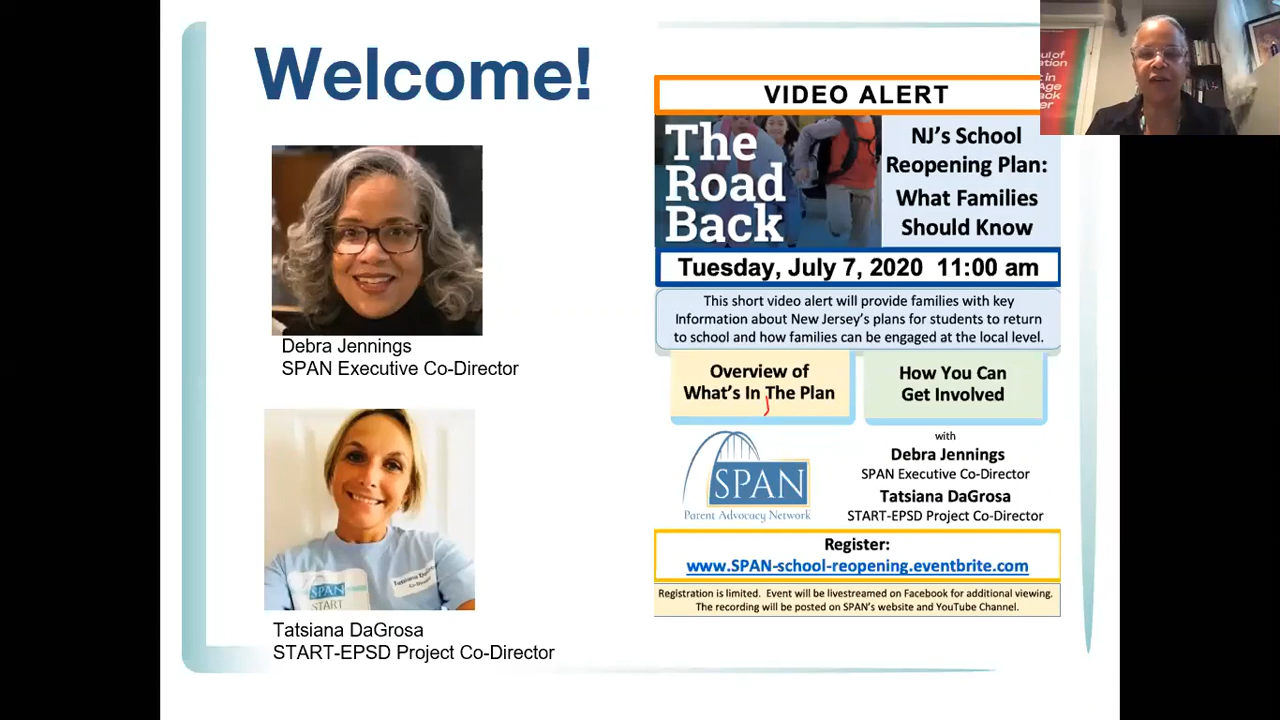 Welcome!
Debra Jennings
SPAN Executive Co-Director
Tatsiana DaGrosa
START-EPSD Project Co-Director
VIDEO ALERT
The
Road
Back
NJ's School
Reopening Plan:
What Families
Should Know
Tuesday, July 7, 2020 11:00 am
This short video alert will provide families with key
Information about New Jersey's plans for students to return
to school and how families can be engaged at the local level.
Overview of
What's In The Plan
How You Can
Get Involved
SPAN
Parent Advocacy Network
with
Debra Jennings
SPAN Executive Co-Director
Tatsiana DaGrosa
START-EPSD Project Co-Director
Register:
www.SPAN-school-reopening.eventbrite.com
Registration is limited. Event will be livestreamed on Facebook for additional viewing.
The recording will be posted on SPAN's website and YouTube Channel.
SPAN
START